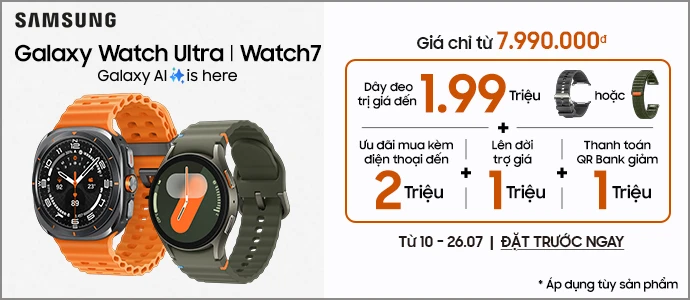 SAMSUNG
Galaxy Watch Ultra | Watch7
Galaxy AI is here
92
23°
89
Giá chỉ từ 7.990.000đ
Dây đeo
trị giá đến
1.99 Triệu
hoặc
+
Ưu đãi mua kèm
điện thoại đến
2 Triệu
+
Lên đời
trợ giá
1 Triệu
+
Thanh toán
QR Bank giảm
1 Triệu
Từ 10 - 26.07 | ĐẶT TRƯỚC NGAY
* Áp dụng tùy sản phẩm